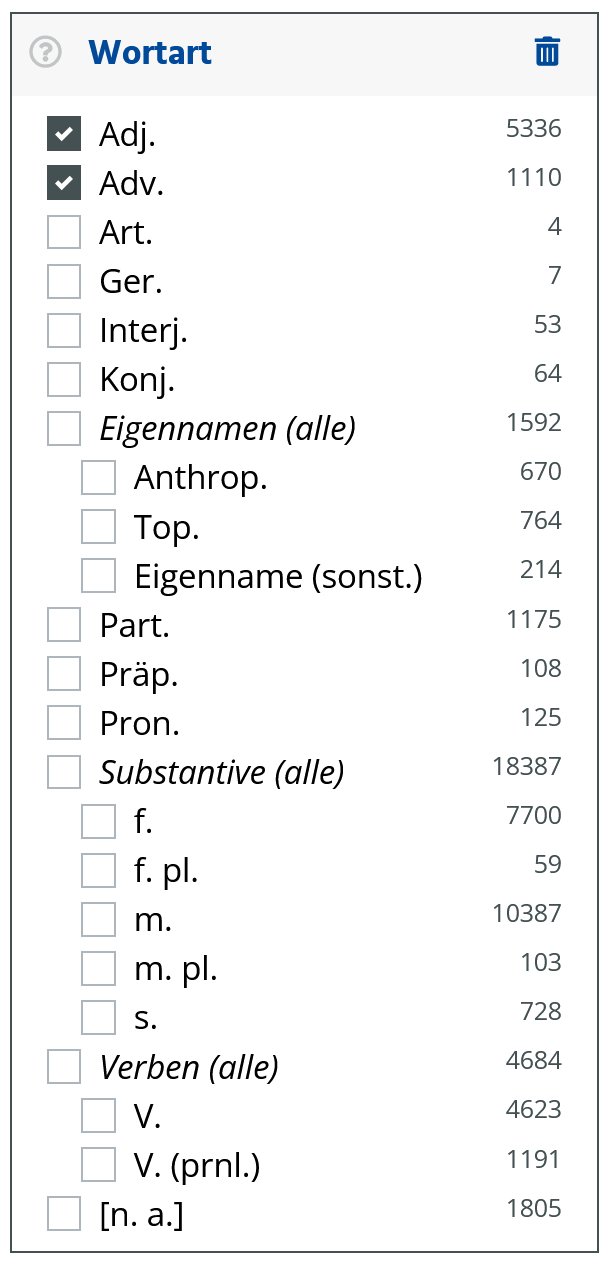 Wortart
Adj. 5336
Adv. 1110
Art. 4
Ger. 7
Interj. 53
Konj. 64
Eigennamen (alle) 1592
Anthrop. 670
Top. 764
Eigenname (sonst.) 214
Part. 1175
Präp. 108
Pron. 125
Substantive (alle) 18387
f. 7700
f. pl. 59
m. 10387
m. pl. 103
s. 728
Verben (alle) 4684
V. 4623
V. (prnl.) 1191
[n. a.] 1805